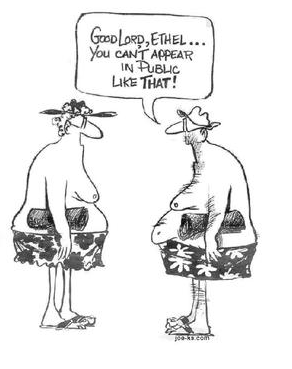 GOOD LORD, ETHEL...
YOU CAN'T APPEAR
IN PUBLIC
LIKE THAT!
joe-ks.com